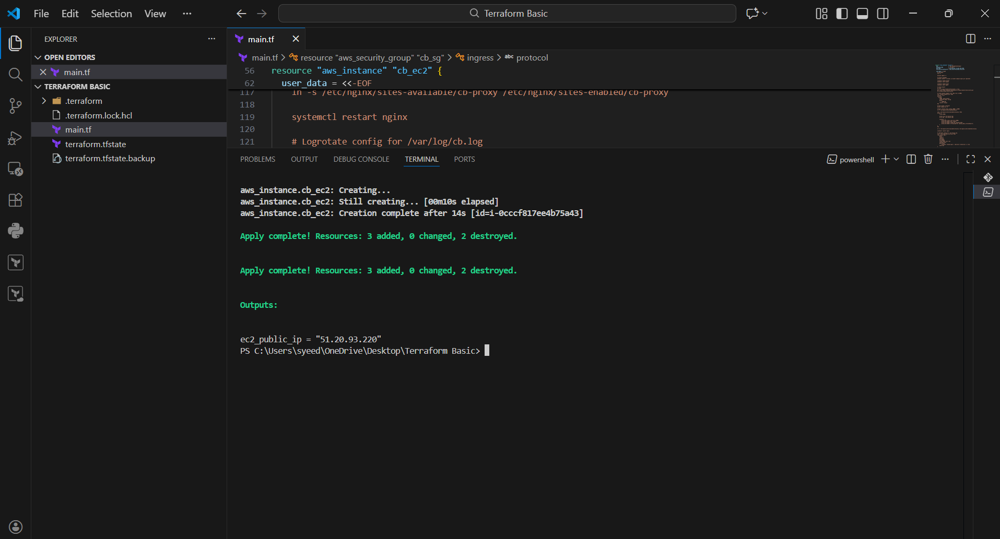 File Edit Selection View ···
Terraform Basic
EXPLORER
OPEN EDITORS
main.tf
TERRAFORM BASIC
.terraform
.terraform.lock.hcl
main.tf
terraform.tfstate
terraform.tfstate.backup
main.tf
main.tf > resource "aws_security_group" "cb_sg" > ingress > abc protocol
56 resource "aws_instance" "cb_ec2" {
62 user_data = <<-EOF
117 ln -s /etc/nginx/sites-available/cb-proxy /etc/nginx/sites-enabled/cb-proxy
118
119 systemctl restart nginx
120
121 # Logrotate config for /var/log/cb.log
PROBLEMS OUTPUT DEBUG CONSOLE TERMINAL PORTS
powershell
aws_instance.cb_ec2: Creating...
aws_instance.cb_ec2: Still creating... [00m10s elapsed]
aws_instance.cb_ec2: Creation complete after 14s [id=i-0cccf817ee4b75a43]
Apply complete! Resources: 3 added, 0 changed, 2 destroyed.
Apply complete! Resources: 3 added, 0 changed, 2 destroyed.
Outputs:
ec2_public_ip = "51.20.93.220"
PS C:\Users\syeed\OneDrive\Desktop\Terraform Basic>